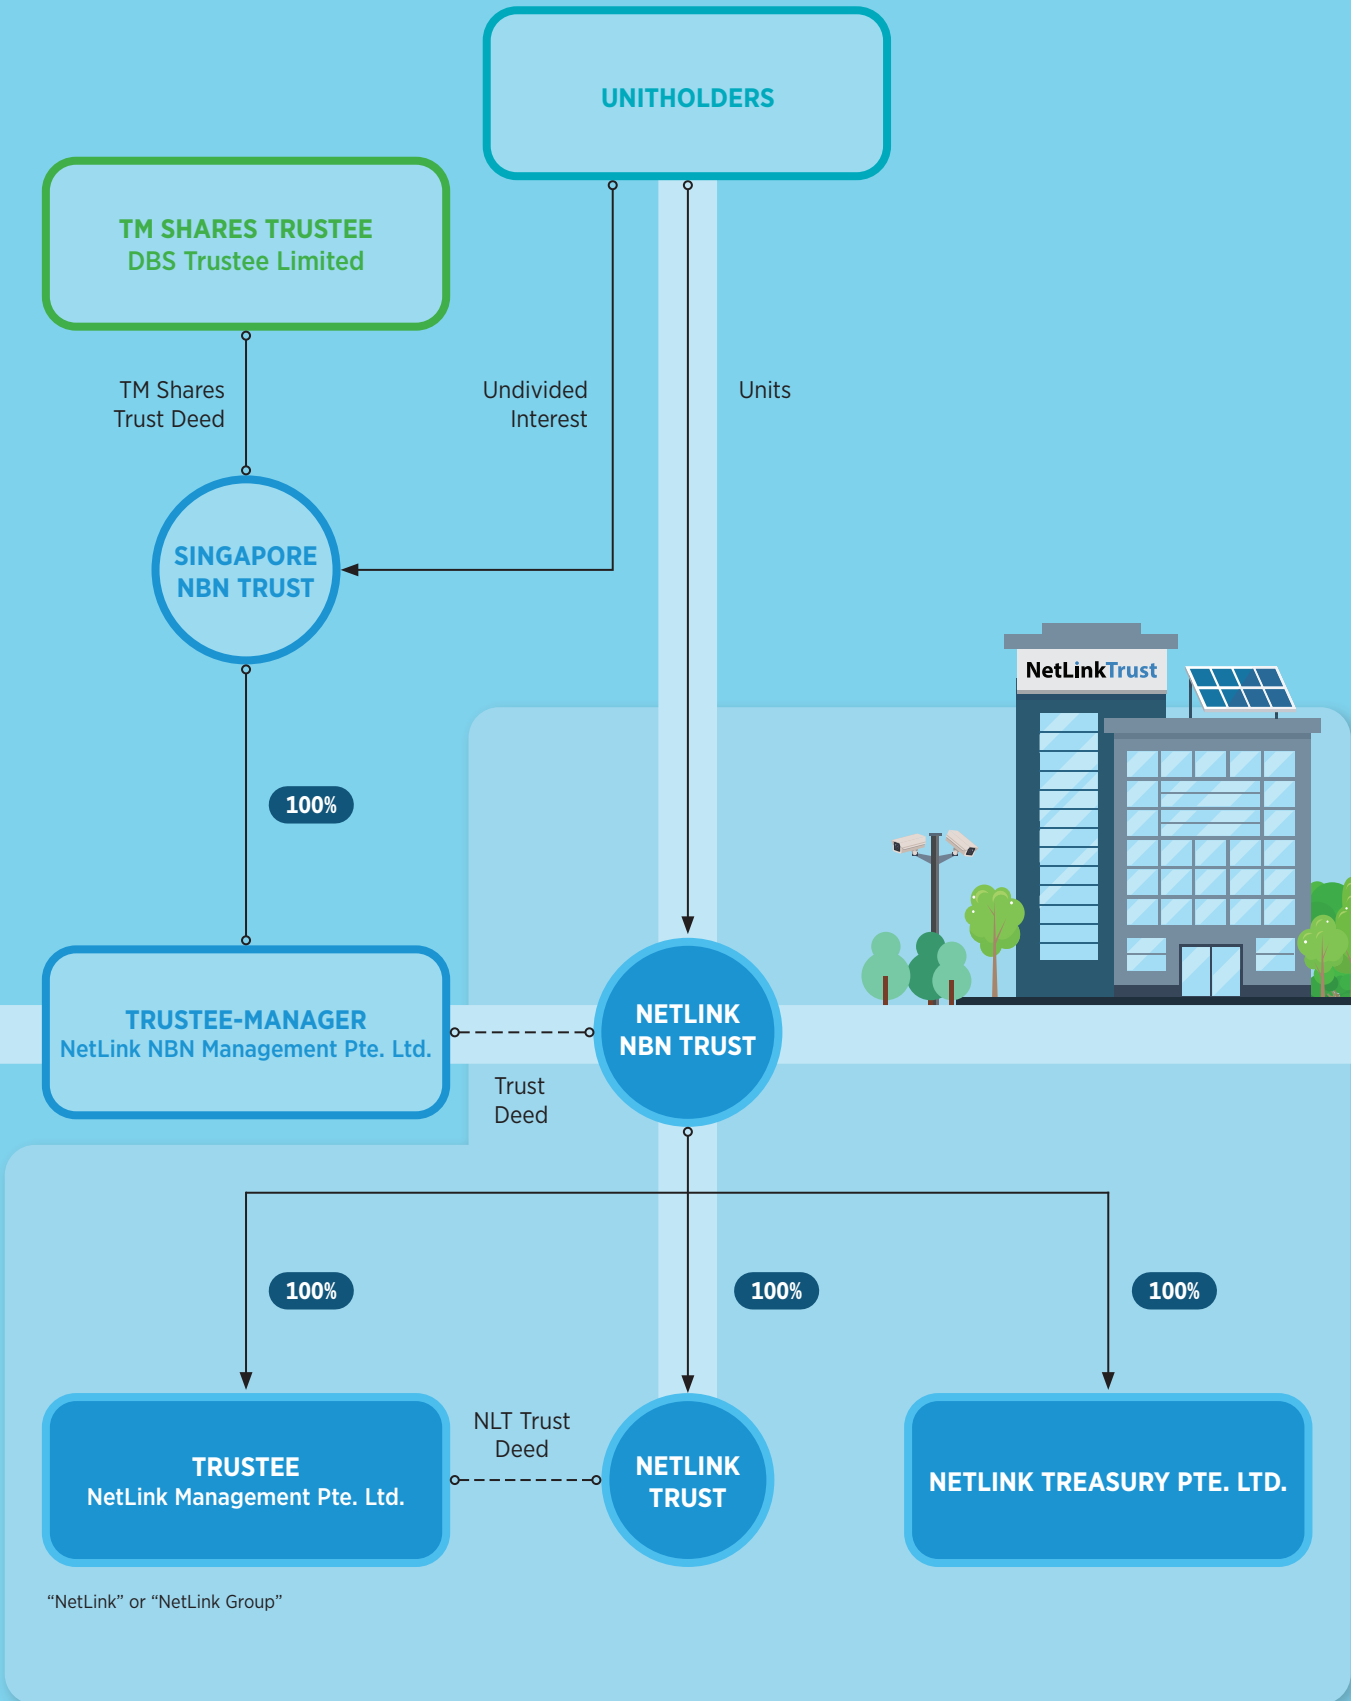 UNITHOLDERS
TM SHARES TRUSTEE
DBS Trustee Limited
TM Shares
Trust Deed
Undivided
Interest
Units
SINGAPORE
NBN TRUST
NetLinkTrust
100%
TRUSTEE-MANAGER
NetLink NBN Management Pte. Ltd.
NETLINK
NBN TRUST
Trust
Deed
100%
100%
100%
TRUSTEE
NetLink Management Pte. Ltd.
NLT Trust
Deed
NETLINK
TRUST
NETLINK TREASURY PTE. LTD.
“NetLink” or “NetLink Group”